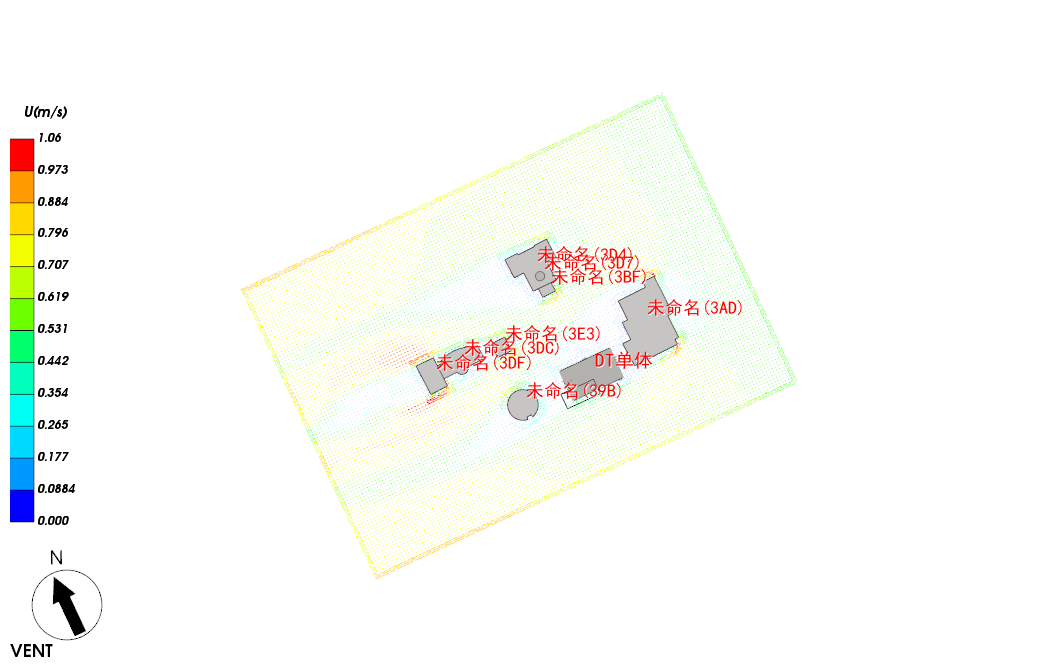 U(m/s)
1.06
0.973
0.884
0.796
0.707
0.619
0.531
0.442
0.354
0.265
0.177
0.0884
0.000
未命名(3D4)
未命名(3D7)
未命名(3BF)
未命名(3AD)
未命名(3E3)
未命名(3DC)
未命名(3DF)
DT单体
未命名(39B)
N
VENT